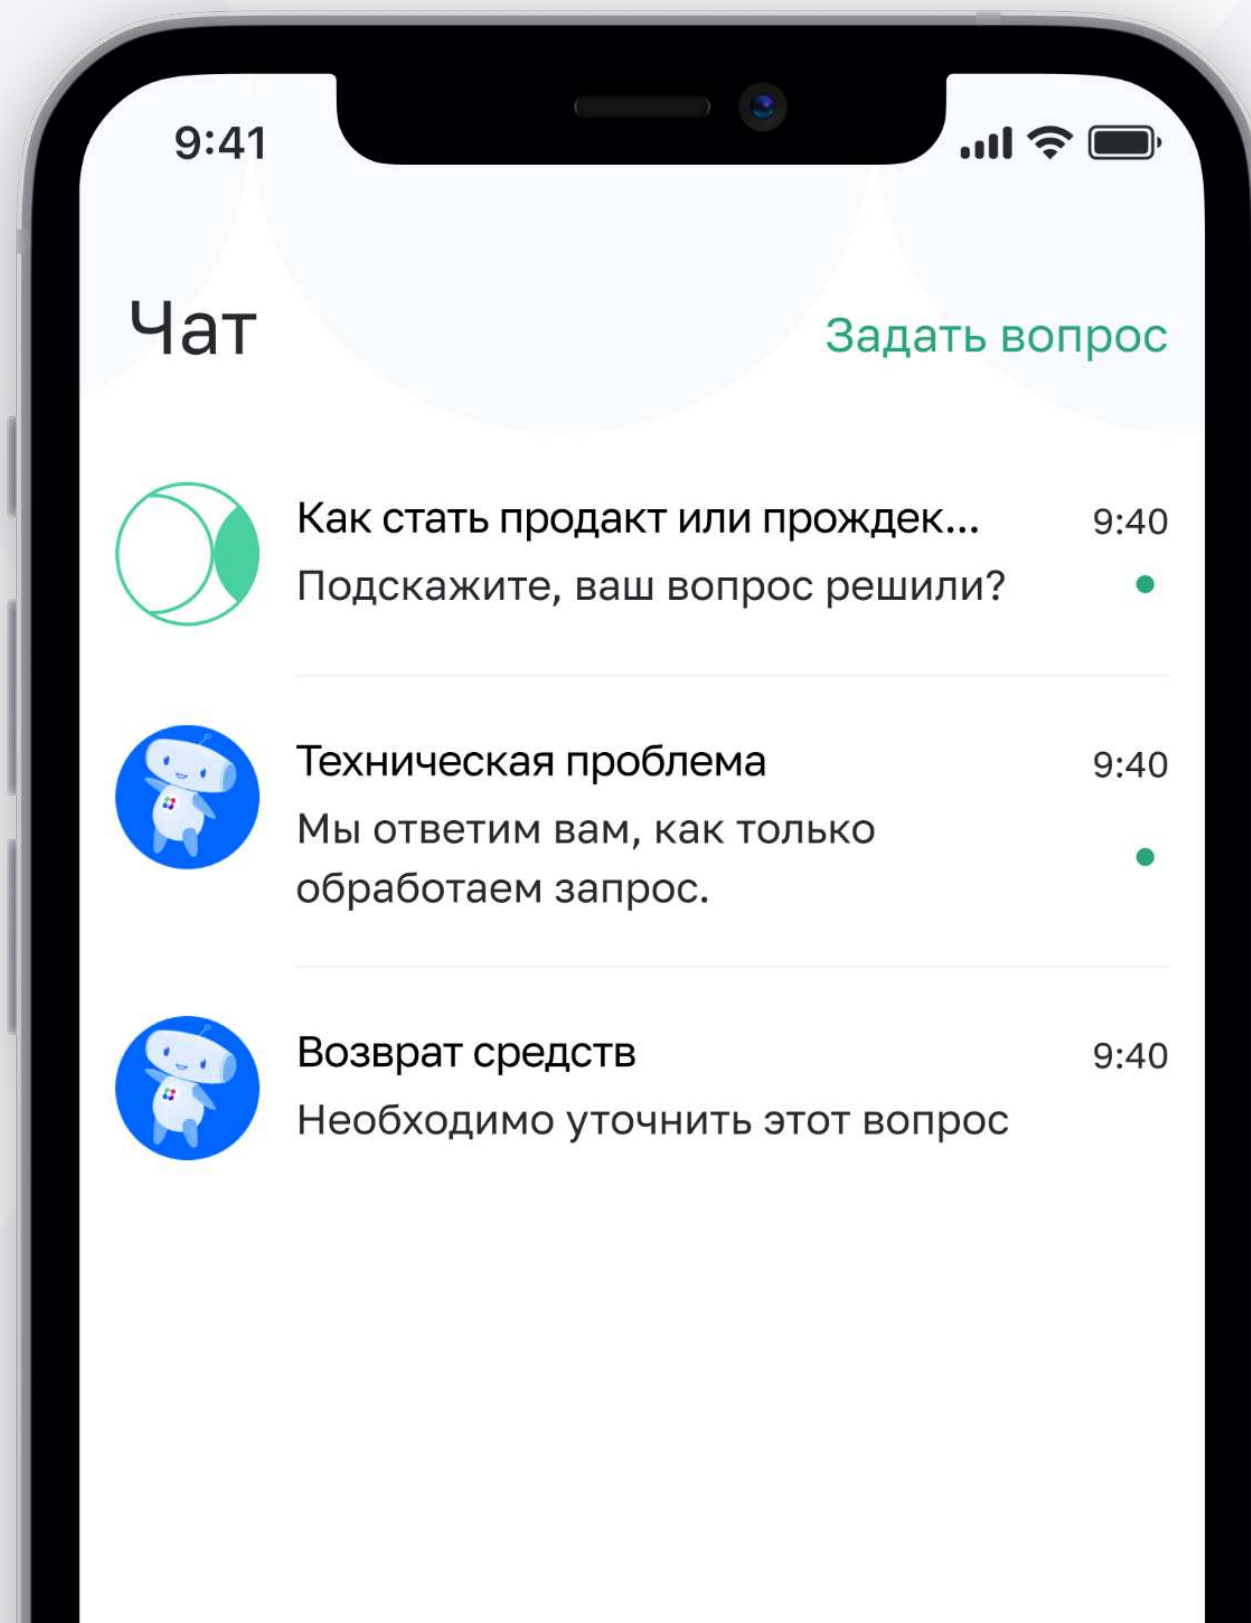 9:41
Чат
Задать вопрос
Как стать продакт или прождек...
9:40
Подскажите, ваш вопрос решили?
Техническая проблема
9:40
Мы ответим вам, как только
обработаем запрос.
Возврат средств
9:40
Необходимо уточнить этот вопрос